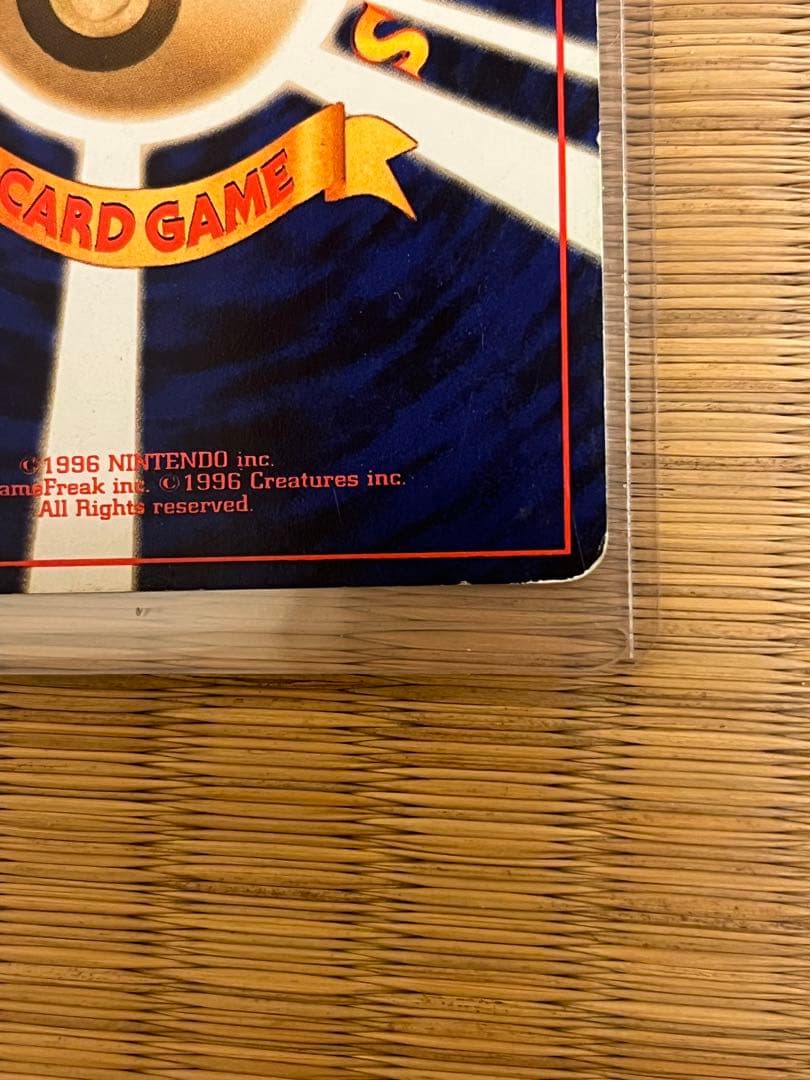 S
CARD GAME
©1996 NINTENDO inc.
ameFreak inc. ©1996 Creatures inc.
All Rights reserved.